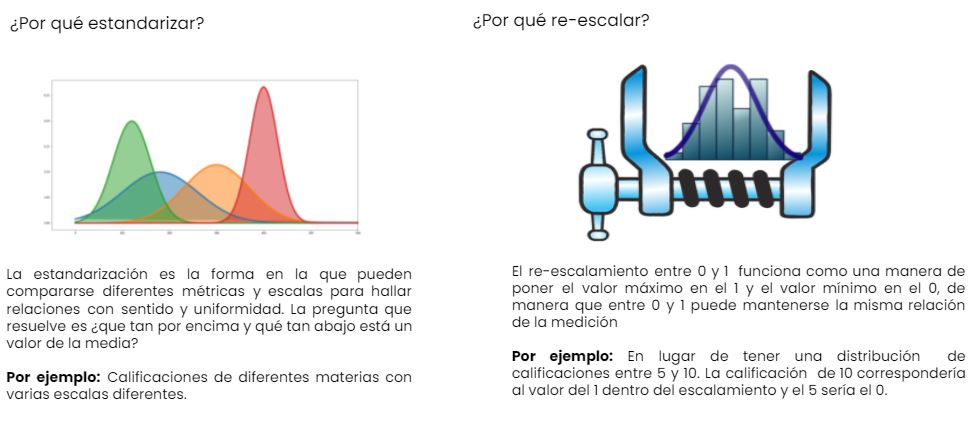 ¿Por qué estandarizar?
La estandarización es la forma en la que pueden
compararse diferentes métricas y escalas para hallar
relaciones con sentido y uniformidad. La pregunta que
resuelve es ¿que tan por encima y qué tan abajo está un
valor de la media?
Por ejemplo: Calificaciones de diferentes materias con
varias escalas diferentes.
¿Por qué re-escalar?
El re-escalamiento entre 0 y 1 funciona como una manera de
poner el valor máximo en el 1 y el valor mínimo en el 0, de
manera que entre 0 y 1 puede mantenerse la misma relación
de la medición
Por ejemplo: En lugar de tener una distribución de
calificaciones entre 5 y 10. La calificación de 10 correspondería
al valor del 1 dentro del escalamiento y el 5 sería el 0.